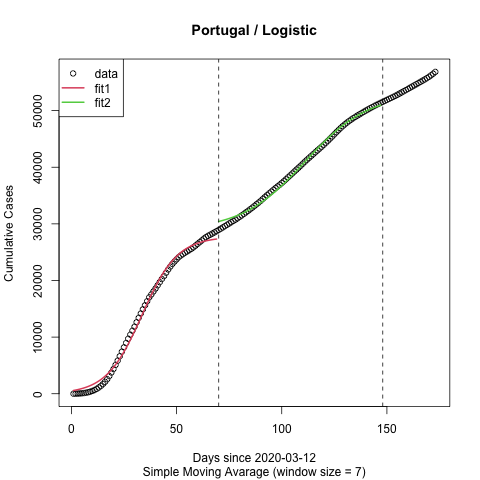 Portugal / Logistic
data
fit1
fit2
Cumulative Cases
50000
40000
30000
20000
10000
0
0 50 100 150
Days since 2020-03-12
Simple Moving Avarage (window size = 7)